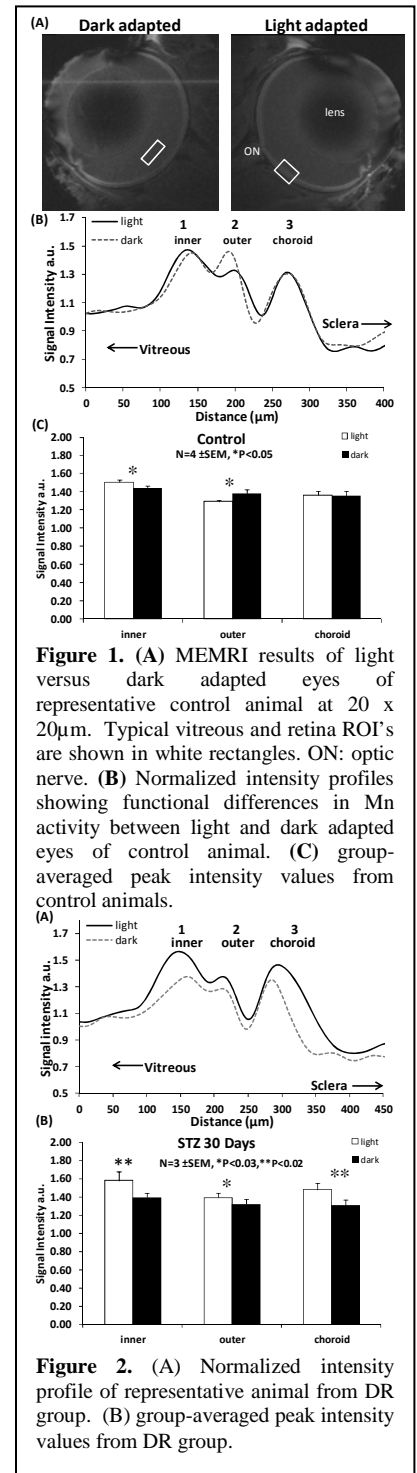 (A) Dark adapted Light adapted
lens
ON
(B)
1.7
light 1 2 3
dark inner outer choroid
1.5
1.3
1.1
0.9
0.7
0.5
Signal Intensity a.u.
Sclera
Vitreous
0 50 100 150 200 250 300 350 400
Distance (µm)
(C)
2.00 Control light
1.80 N=4 ±SEM, *P<0.05 dark
1.60 * *
1.40
1.20
1.00
0.80
0.60
0.40
0.20
0.00
Signal Intensity a.u.
inner outer choroid
Figure 1. (A) MEMRI results of light
versus dark adapted eyes of
representative control animal at 20 x
20µm. Typical vitreous and retina ROI's
are shown in white rectangles. ON: optic
nerve. (B) Normalized intensity profiles
showing functional differences in Mn
activity between light and dark adapted
eyes of control animal. (C) group-
averaged peak intensity values from
control animals.
(A)
1.7 light 1 2 3
dark inner outer choroid
1.5
1.3
1.1
0.9
0.7
0.5
Signal intensity a.u.
Vitreous
Sclera
0 50 100 150 200 250 300 350 400 450
Distance (µm)
(B)
2.00 STZ 30 Days light
1.80 ** N=3 ±SEM, *P<0.03,**P<0.02 dark
1.60 * **
1.40
1.20
1.00
0.80
0.60
0.40
0.20
0.00
Signal Intensity a.u.
inner outer choroid
Figure 2. (A) Normalized intensity
profile of representative animal from DR
group. (B) group-averaged peak intensity
values from DR group.